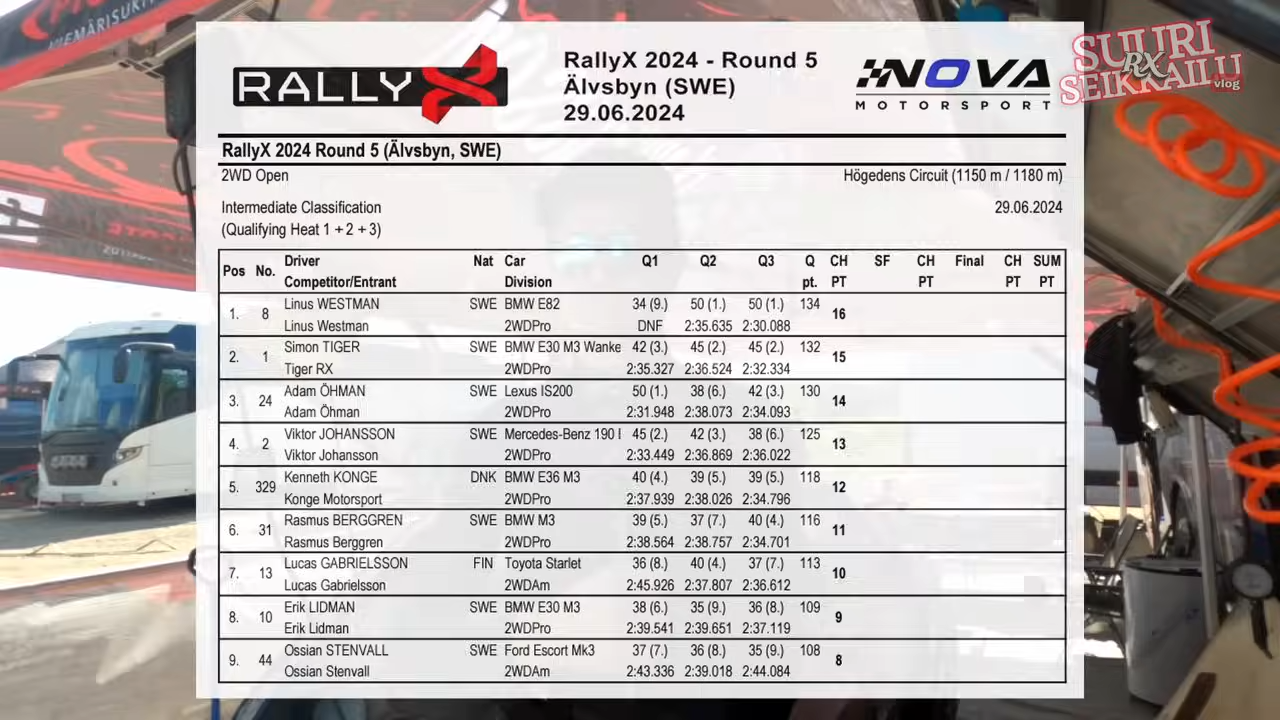 RALLYX
RallyX 2024 - Round 5
Älvsbyn (SWE)
29.06.2024
NOVA
MOTORSPORT
SUURI
RX
SEIKKAILU
vlog
RallyX 2024 Round 5 (Älvsbyn, SWE)
2WD Open Högedens Circuit (1150 m / 1180 m)
Intermediate Classification 29.06.2024
(Qualifying Heat 1 + 2 + 3)
Pos No. Driver Nat Car Q1 Q2 Q3 Q CH SF CH Final CH SUM
Competitor/Entrant Division pt. PT PT PT PT
1. 8 Linus WESTMAN SWE BMW E82 34 (9.) 50 (1.) 50 (1.) 134 16
Linus Westman 2WDPro DNF 2:35.635 2:30.088
2. 1 Simon TIGER SWE BMW E30 M3 Wanke 42 (3.) 45 (2.) 45 (2.) 132 15
Tiger RX 2WDPro 2:35.327 2:36.524 2:32.334
3. 24 Adam ÖHMAN SWE Lexus IS200 50 (1.) 38 (6.) 42 (3.) 130 14
Adam Öhman 2WDPro 2:31.948 2:38.073 2:34.093
4. 2 Viktor JOHANSSON SWE Mercedes-Benz 190 45 (2.) 42 (3.) 38 (6.) 125 13
Viktor Johansson 2WDPro 2:33.449 2:36.869 2:36.022
5. 329 Kenneth KONGE DNK BMW E36 M3 40 (4.) 39 (5.) 39 (5.) 118 12
Konge Motorsport 2WDPro 2:37.939 2:38.026 2:34.796
6. 31 Rasmus BERGGREN SWE BMW M3 39 (5.) 37 (7.) 40 (4.) 116 11
Rasmus Berggren 2WDPro 2:38.564 2:38.757 2:34.701
7. 13 Lucas GABRIELSSON FIN Toyota Starlet 36 (8.) 40 (4.) 37 (7.) 113 10
Lucas Gabrielsson 2WDAm 2:45.926 2:37.807 2:36.612
8. 10 Erik LIDMAN SWE BMW E30 M3 38 (6.) 35 (9.) 36 (8.) 109 9
Erik Lidman 2WDPro 2:39.541 2:39.651 2:37.119
9. 44 Ossian STENVALL SWE Ford Escort Mk3 37 (7.) 36 (8.) 35 (9.) 108 8
Ossian Stenvall 2WDAm 2:43.336 2:39.018 2:44.084